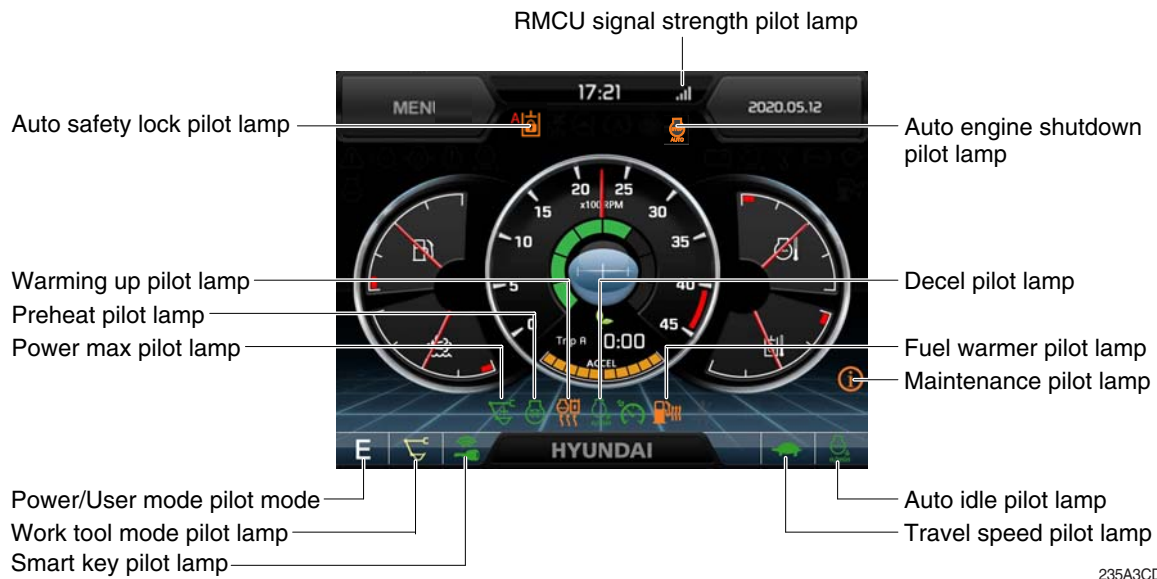 RMCU signal strength pilot lamp
17:21
MENU
2020.05.12
Auto safety lock pilot lamp
A
AUTO
Auto engine shutdown
pilot lamp
20 25
x100RPM
15 30
10 35
5 40
0 45
Trip A 0:00
ACCEL
Warming up pilot lamp
Decel pilot lamp
Preheat pilot lamp
Power max pilot lamp
Fuel warmer pilot lamp
Maintenance pilot lamp
E
HYUNDAI
Power/User mode pilot mode
Auto idle pilot lamp
Work tool mode pilot lamp
Travel speed pilot lamp
Smart key pilot lamp
235A3CD